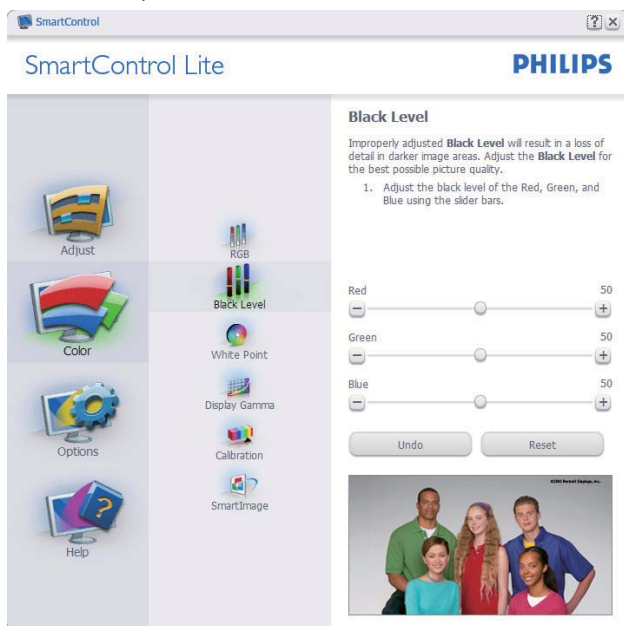 SmartControl
SmartControl Lite
PHILIPS
Adjust
Color
Options
Help
RGB
Black Level
White Point
Display Gamma
Calibration
SmartImage
Black Level
Improperly adjusted Black Level will result in a loss of
detail in darker image areas. Adjust the Black Level for
the best possible picture quality.
1. Adjust the black level of the Red, Green, and
Blue using the slider bars.
Red 50
Green 50
Blue 50
Undo Reset
Portrait Displays, Inc.